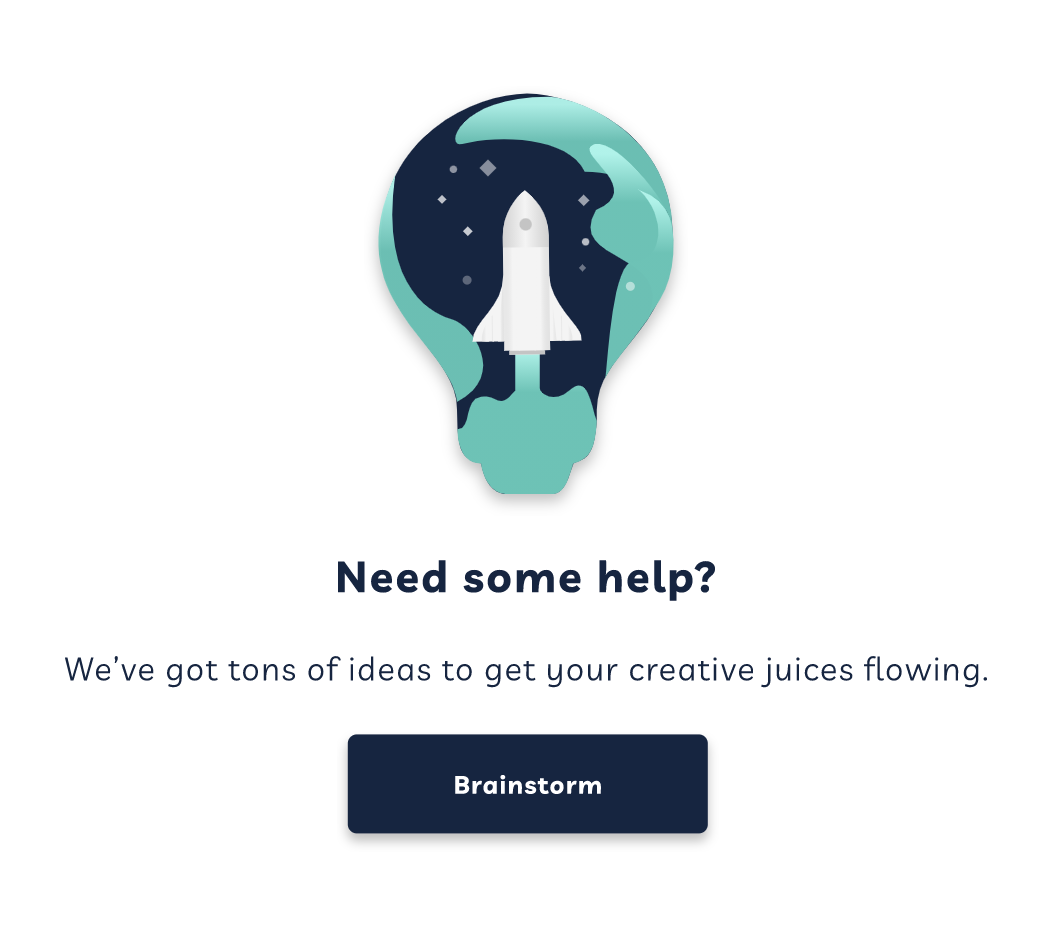 Need some help?
We’ve got tons of ideas to get your creative juices flowing.
Brainstorm